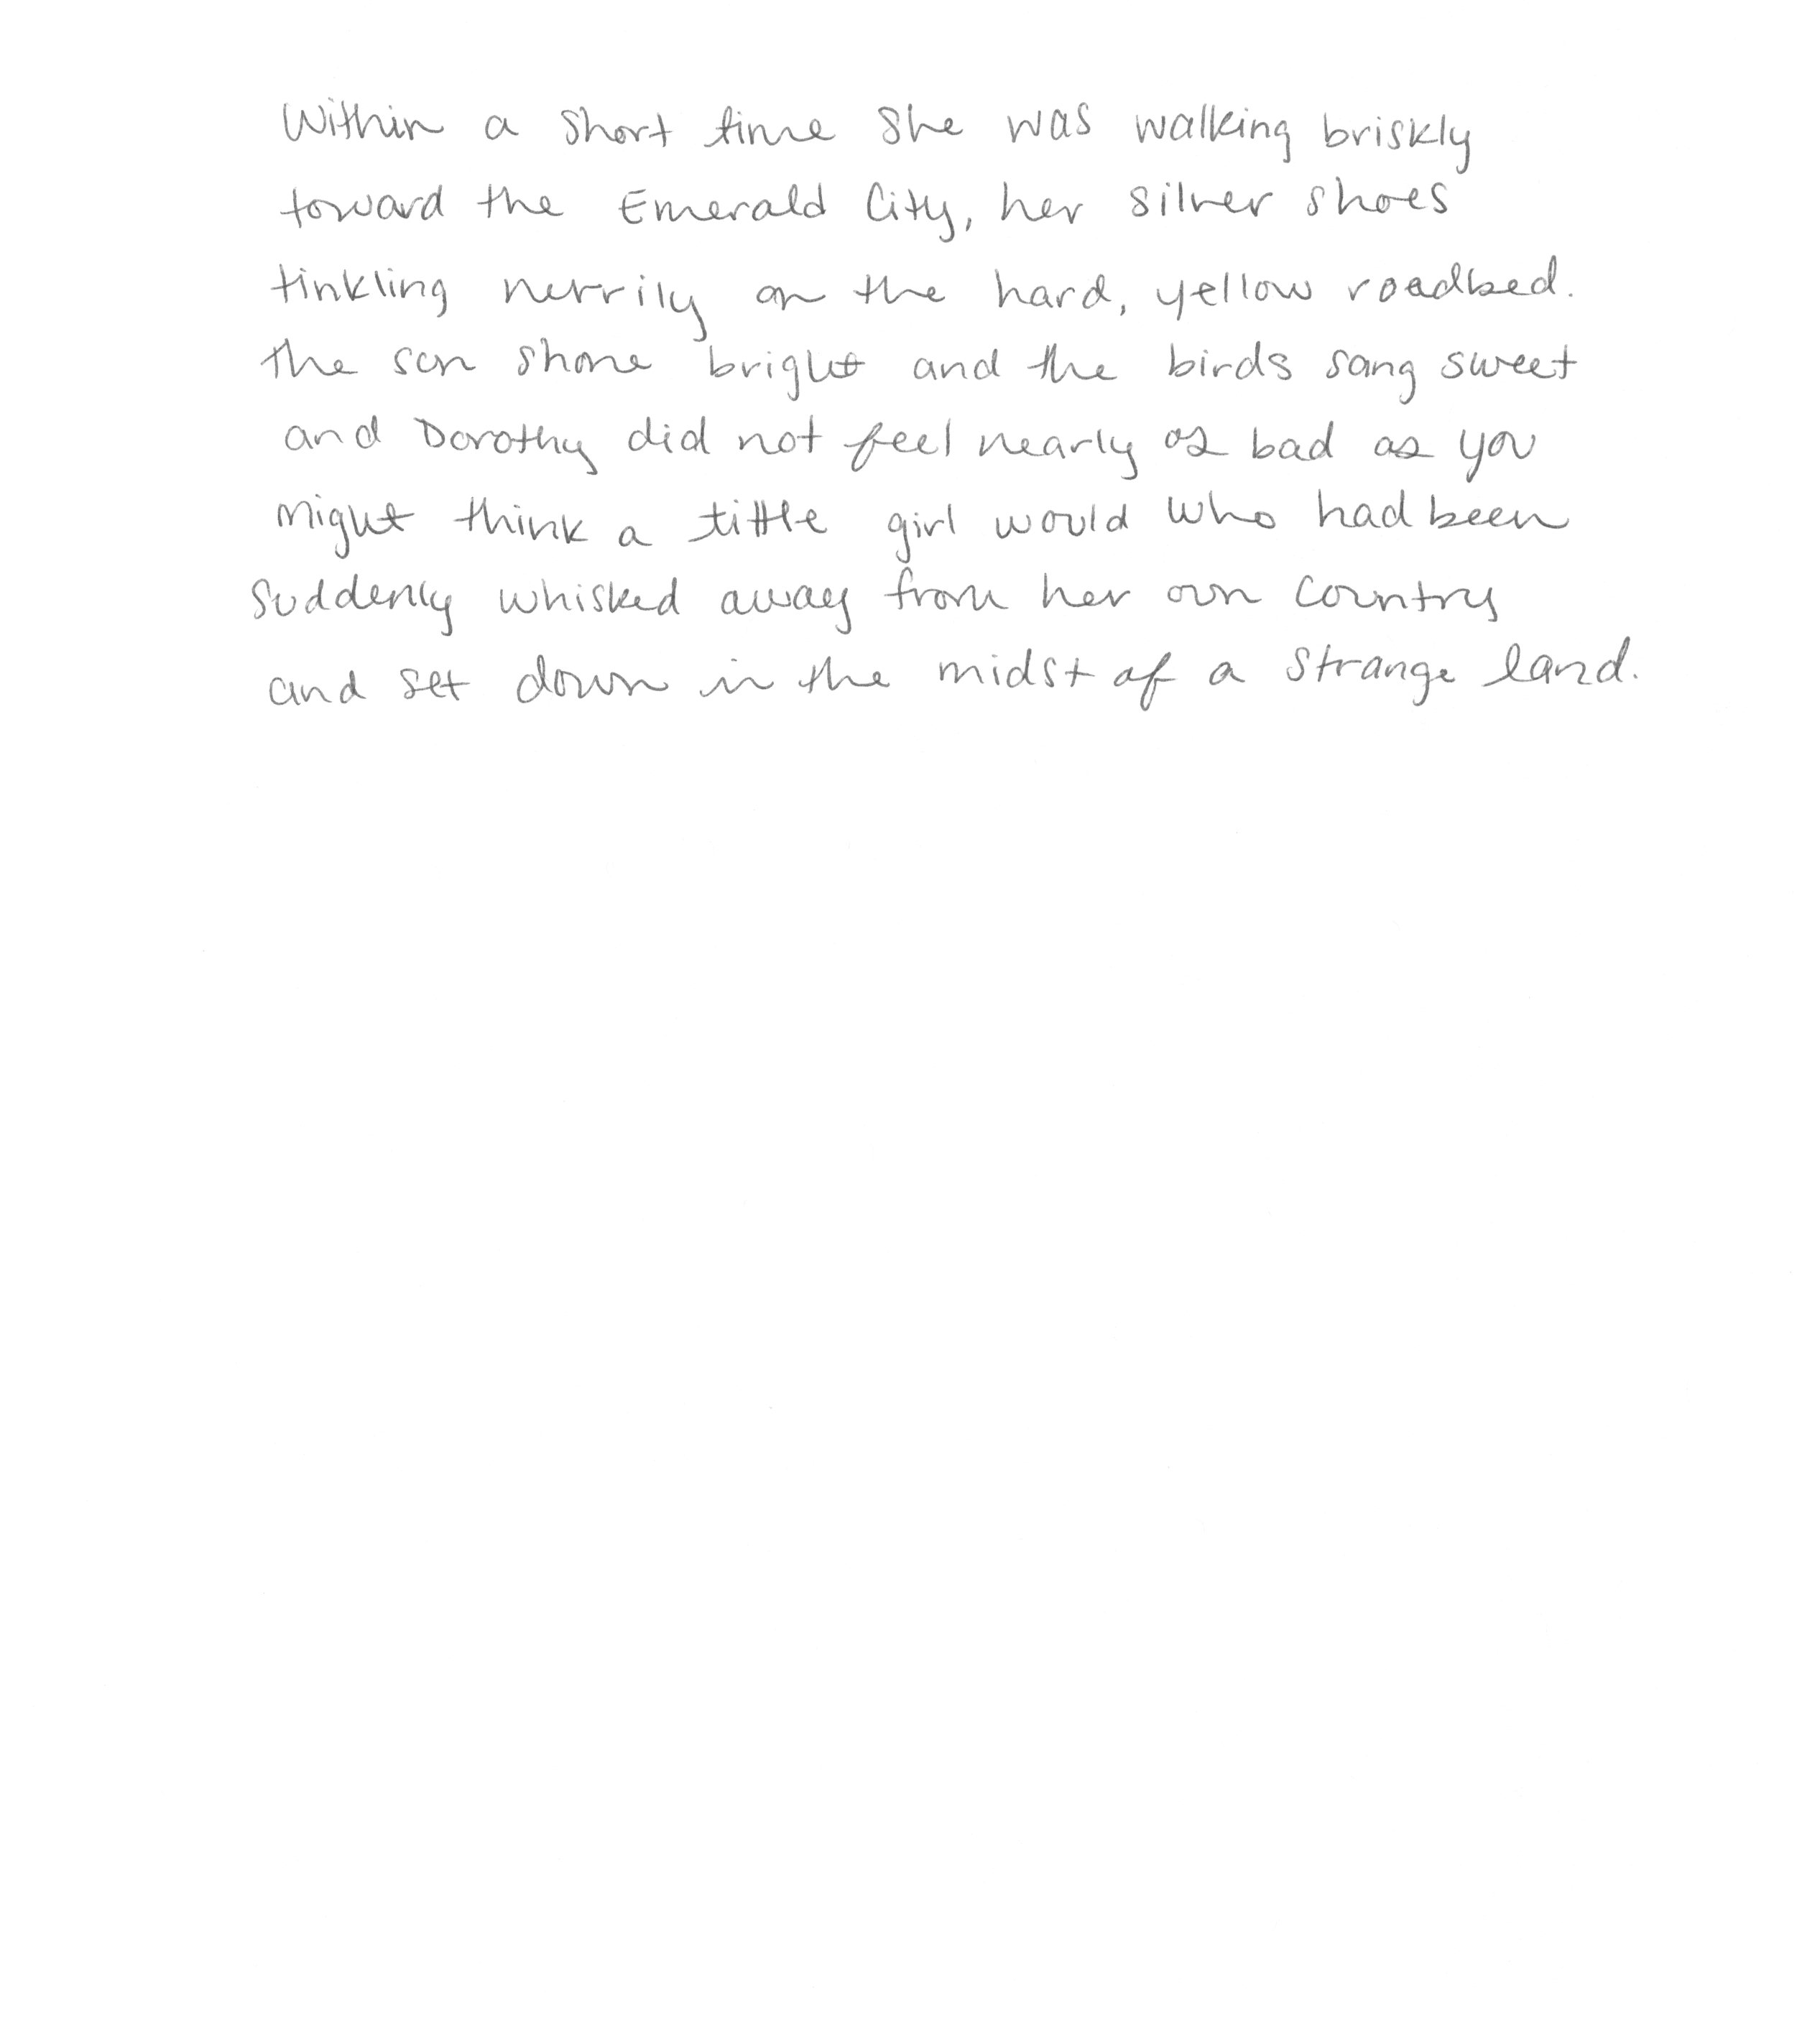 Within a short time she was walking briskly
toward the Emerald City, her silver shoes
tinkling merrily on the hard, yellow roadbed.
the sun shone bright and the birds sang sweet
and Dorothy did not feel nearly as bad as you
might think a little girl would who had been
suddenly whisked away from her own country
and set down in the midst of a strange land.